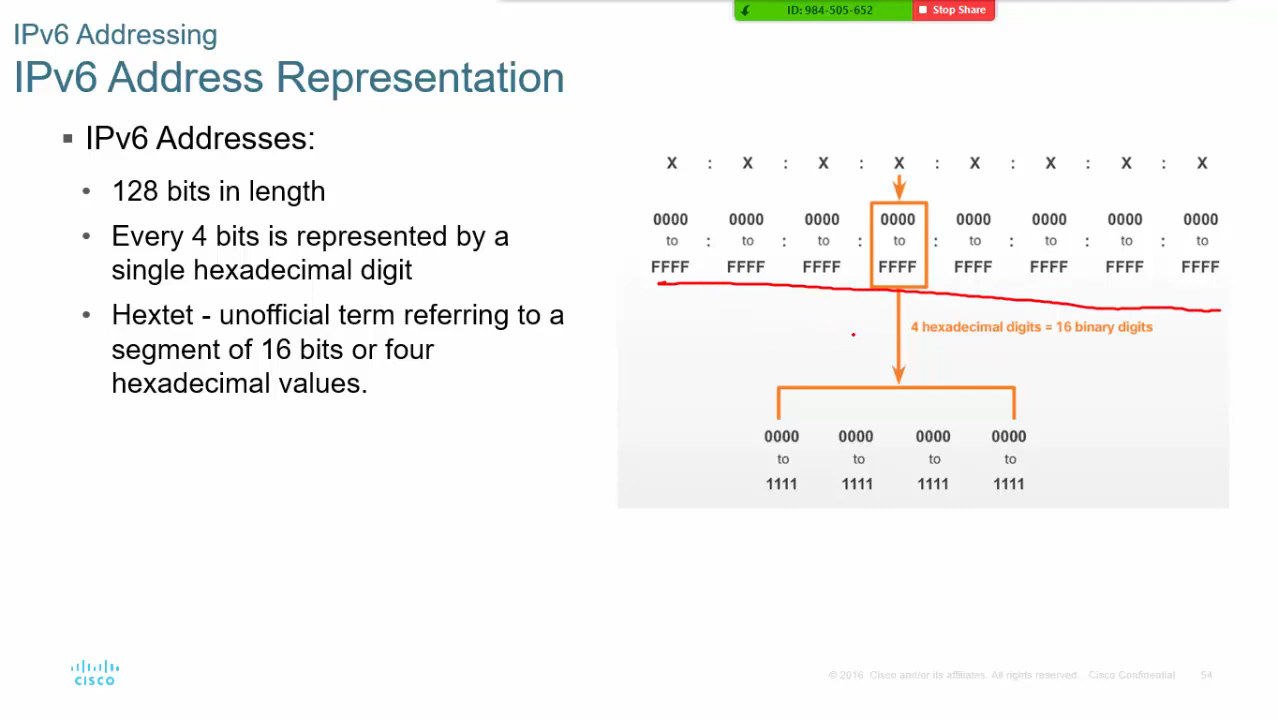 ID: 984-505-652 Stop Share
IPv6 Addressing
IPv6 Address Representation
▪ IPv6 Addresses:
• 128 bits in length
• Every 4 bits is represented by a
single hexadecimal digit
• Hextet - unofficial term referring to a
segment of 16 bits or four
hexadecimal values.
X : X : X : X : X : X : X : X
0000 0000 0000 0000 0000 0000 0000 0000
to : to : to : to : to : to : to : to
FFFF FFFF FFFF FFFF FFFF FFFF FFFF FFFF
4 hexadecimal digits = 16 binary digits
0000 0000 0000 0000
to to to to
1111 1111 1111 1111
CISCO
© 2016 Cisco and/or its affiliates. All rights reserved. Cisco Confidential 54